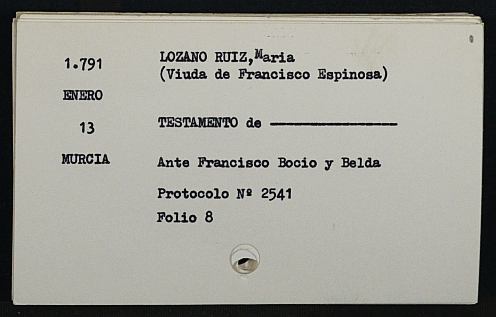 1.791
ENERO
13
MURCIA
LOZANO RUIZ,Maria
(Viuda de Francisco Espinosa)
TESTAMENTO de
Ante Francisco Bocio y Belda
Protocolo Nº 2541
Folio 8